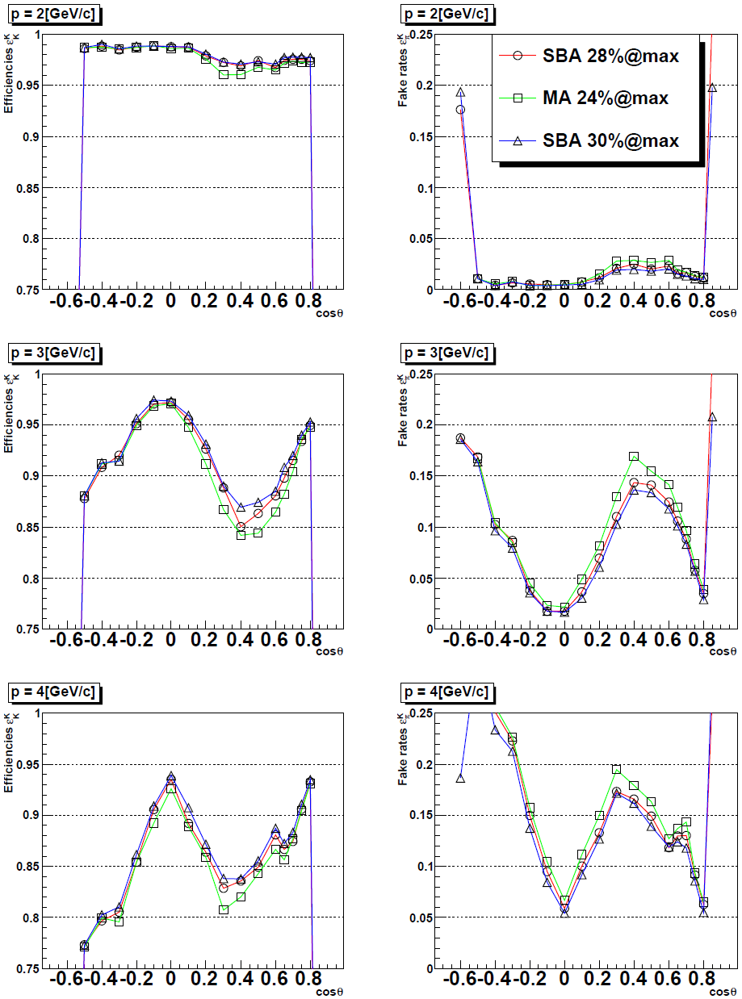 p = 2[GeV/c]
Efficiencies ε_K^K
1
0.95
0.9
0.85
0.8
0.75
-0.6 -0.4 -0.2 0 0.2 0.4 0.6 0.8
cosθ
p = 2[GeV/c]
Fake rates ε_π^K
0.25
0.2
0.15
0.1
0.05
0
SBA 28%@max
MA 24%@max
SBA 30%@max
-0.6 -0.4 -0.2 0 0.2 0.4 0.6 0.8
cosθ
p = 3[GeV/c]
Efficiencies ε_K^K
1
0.95
0.9
0.85
0.8
0.75
-0.6 -0.4 -0.2 0 0.2 0.4 0.6 0.8
cosθ
p = 3[GeV/c]
Fake rates ε_π^K
0.25
0.2
0.15
0.1
0.05
0
-0.6 -0.4 -0.2 0 0.2 0.4 0.6 0.8
cosθ
p = 4[GeV/c]
Efficiencies ε_K^K
1
0.95
0.9
0.85
0.8
0.75
-0.6 -0.4 -0.2 0 0.2 0.4 0.6 0.8
cosθ
p = 4[GeV/c]
Fake rates ε_π^K
0.25
0.2
0.15
0.1
0.05
0
-0.6 -0.4 -0.2 0 0.2 0.4 0.6 0.8
cosθ